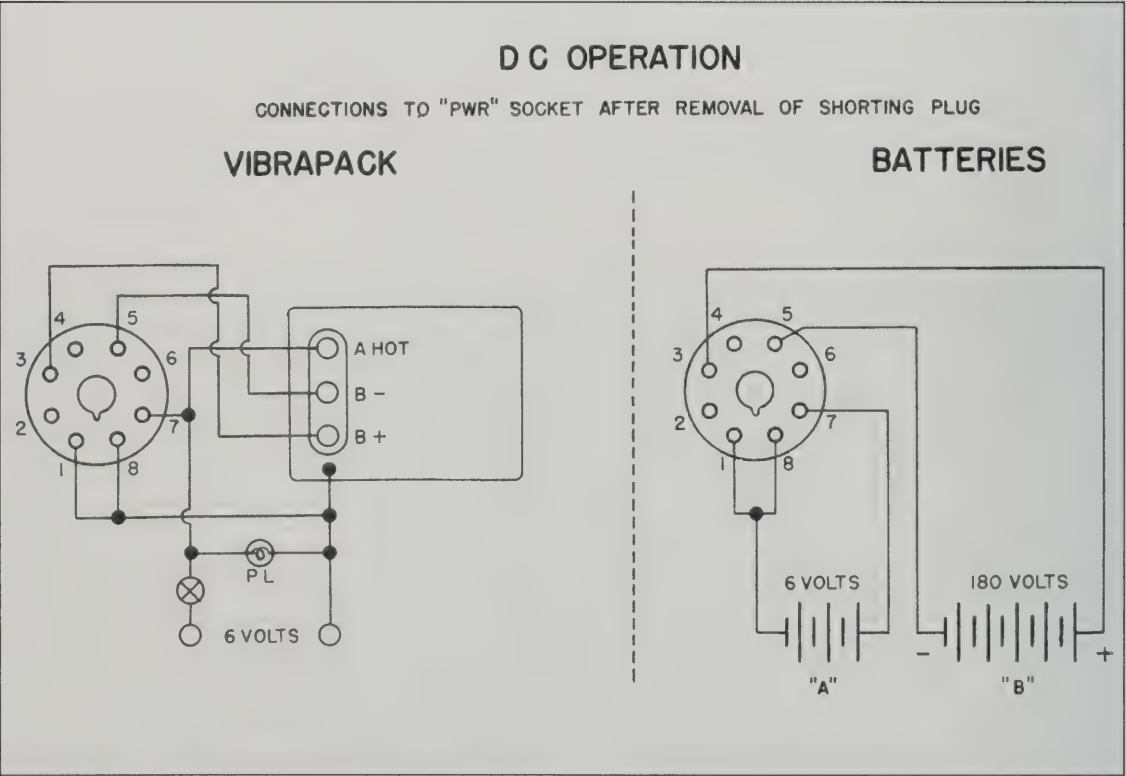 DC OPERATION
CONNECTIONS TO "PWR" SOCKET AFTER REMOVAL OF SHORTING PLUG
VIBRAPACK
4 5
3 6
2 7
1 8
A HOT
B -
B +
PL
6 VOLTS
BATTERIES
4 5
3 6
2 7
1 8
6 VOLTS
180 VOLTS
- +
"A"
"B"